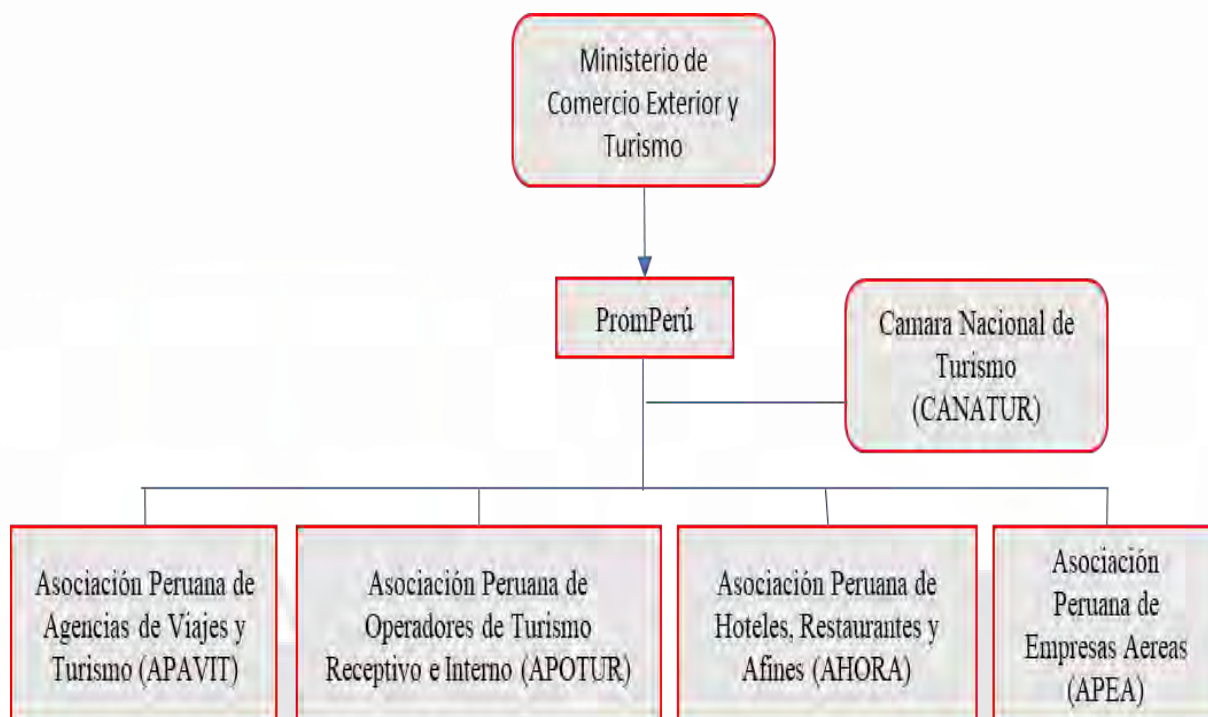 Ministerio de
Comercio Exterior y
Turismo
PromPerú
Camara Nacional de
Turismo
(CANATUR)
Asociación Peruana de
Agencias de Viajes y
Turismo (APAVIT)
Asociación Peruana de
Operadores de Turismo
Receptivo e Interno (APOTUR)
Asociación Peruana de
Hoteles, Restaurantes y
Afines (AHORA)
Asociación
Peruana de
Empresas Aereas
(APEA)